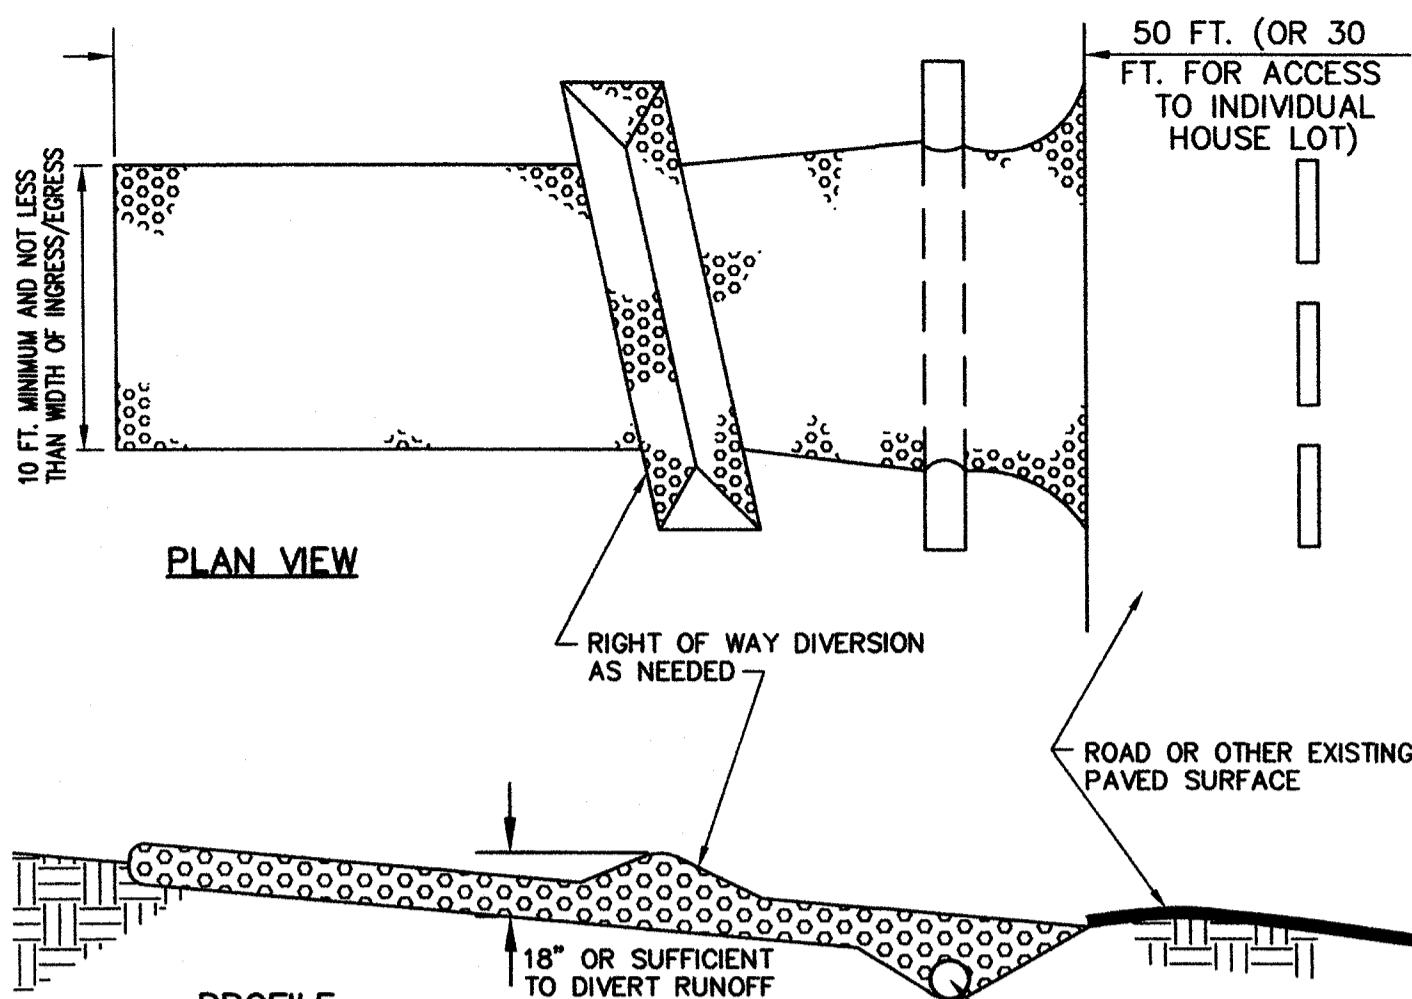 50 FT. (OR 30
FT. FOR ACCESS
TO INDIVIDUAL
HOUSE LOT)
10 FT. MINIMUM AND NOT LESS
THAN WIDTH OF INGRESS/EGRESS
PLAN VIEW
RIGHT OF WAY DIVERSION
AS NEEDED
ROAD OR OTHER EXISTING
PAVED SURFACE
18" OR SUFFICIENT
TO DIVERT RUNOFF
PROFILE